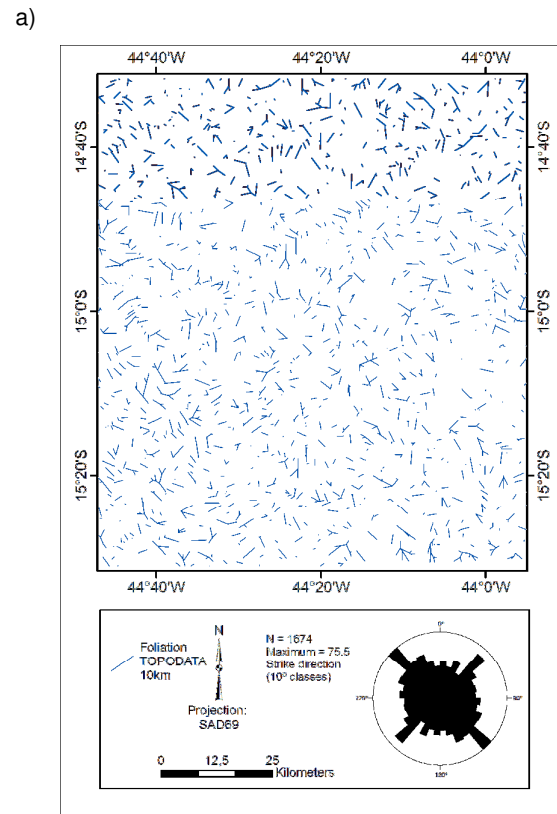 a)
44°40'W 44°20'W 44°0'W
14°40'S 14°40'S
15°0'S 15°0'S
15°20'S 15°20'S
44°40'W 44°20'W 44°0'W
Foliation
TOPODATA
10km
N
Projection:
SAD69
N = 1674
Maximum = 75.5
Strike direction
(10º classes)
0°
270° 90°
180°
0 12,5 25
Kilometers